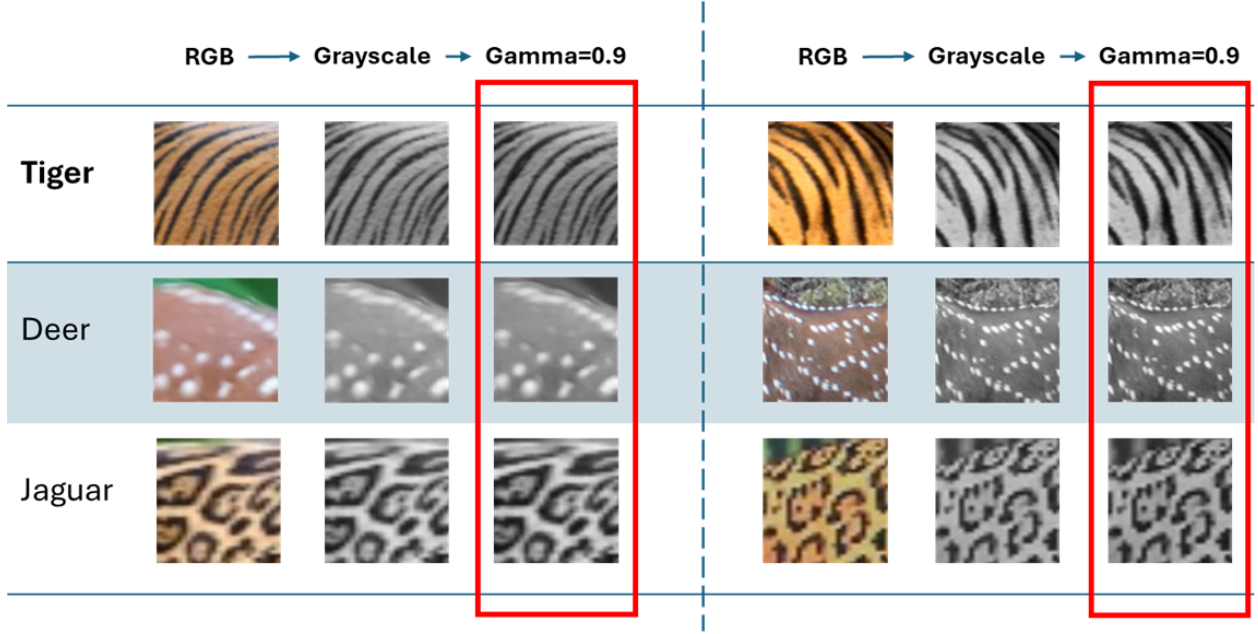 RGB → Grayscale → Gamma=0.9
RGB → Grayscale → Gamma=0.9
Tiger
Deer
Jaguar